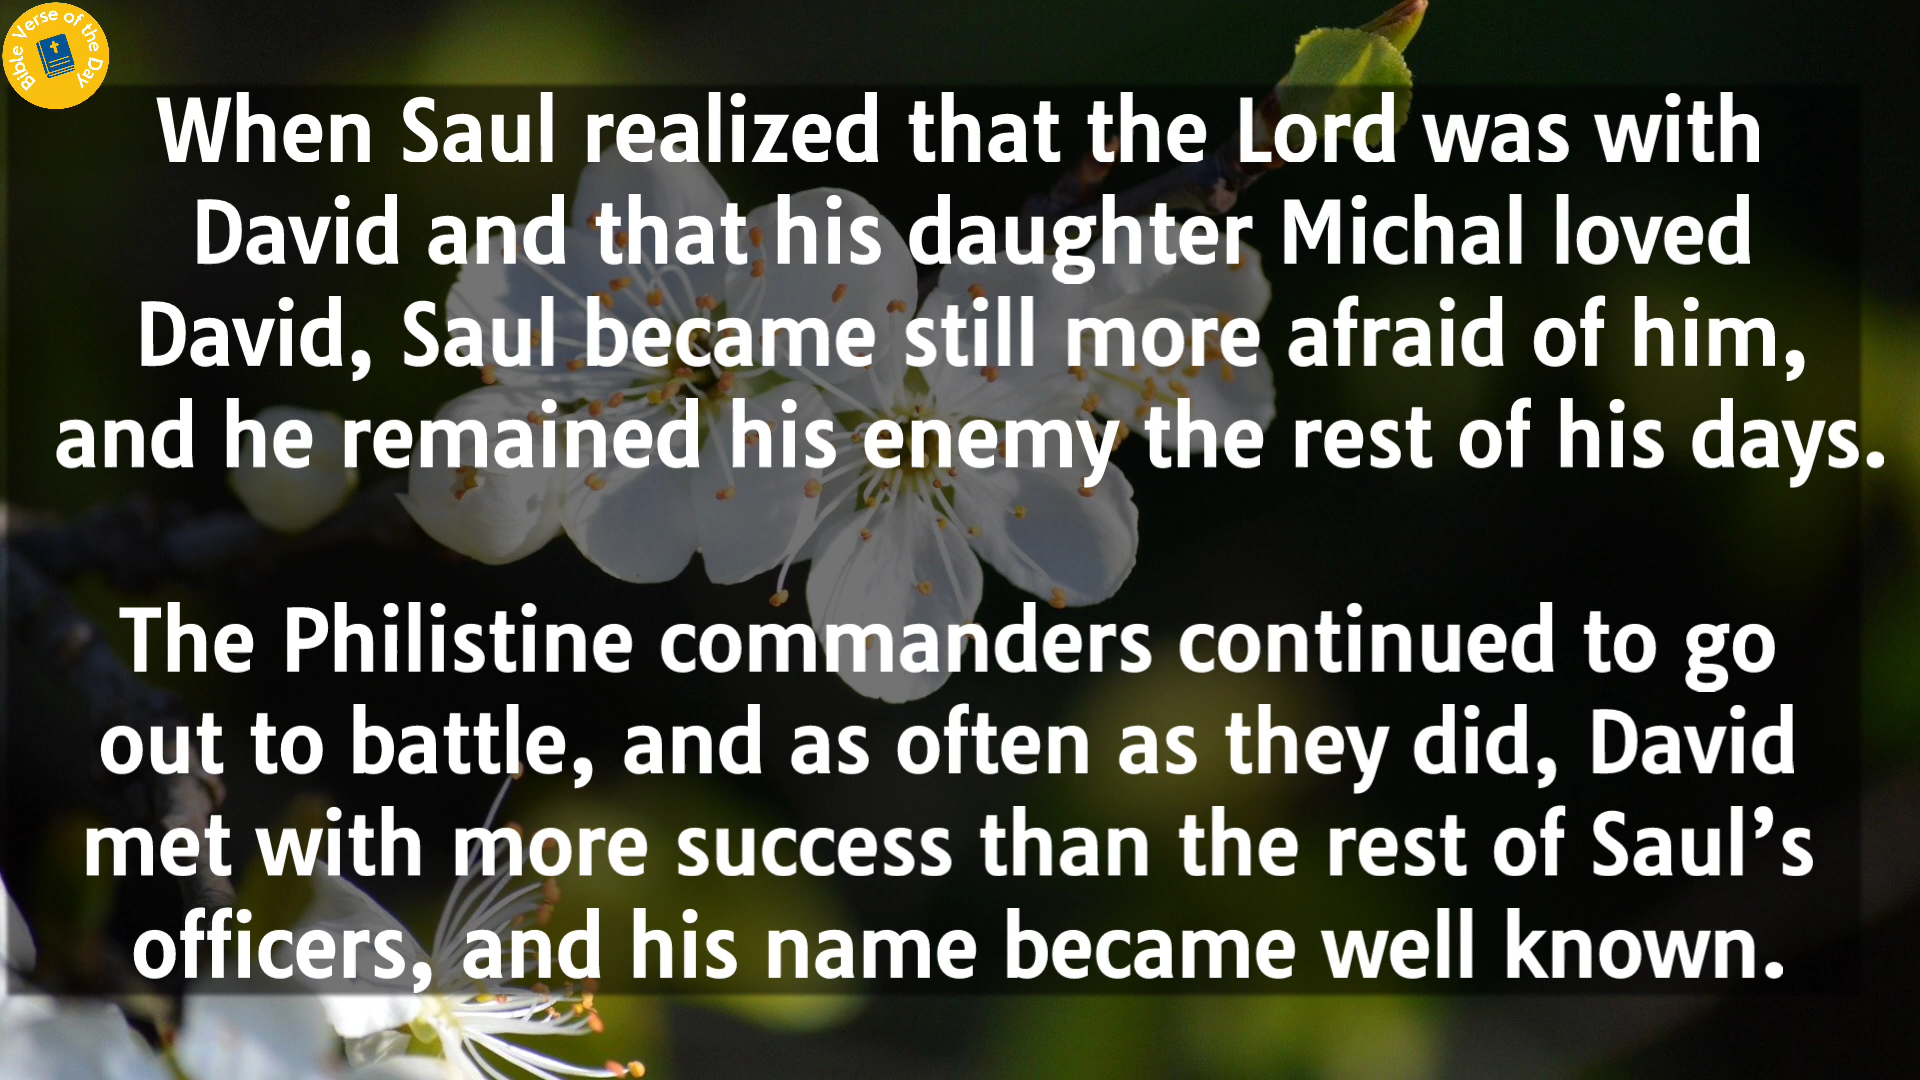 Bible Verse of the Day
When Saul realized that the Lord was with
David and that his daughter Michal loved
David, Saul became still more afraid of him,
and he remained his enemy the rest of his days.
The Philistine commanders continued to go
out to battle, and as often as they did, David
met with more success than the rest of Saul’s
officers, and his name became well known.